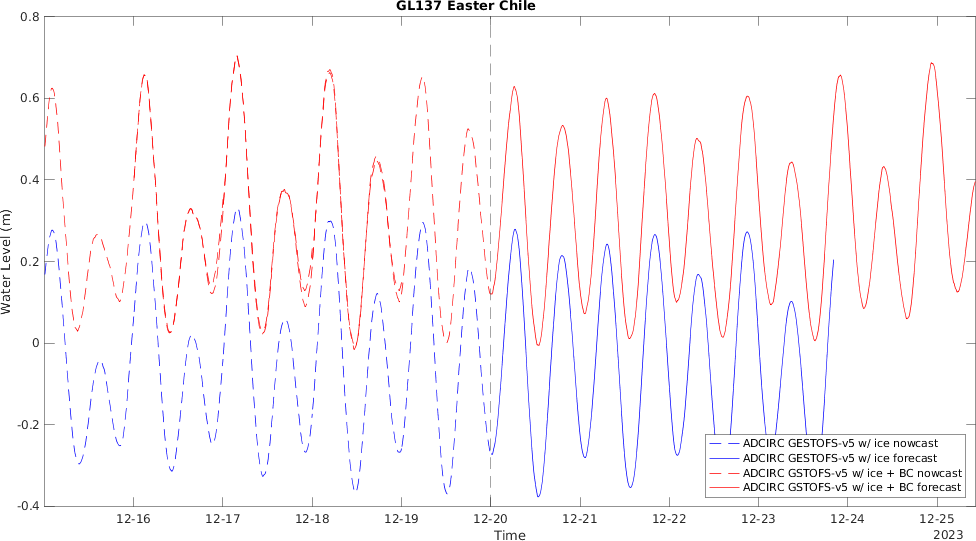 GL137 Easter Chile
Water Level (m)
0.8
0.6
0.4
0.2
0
-0.2
-0.4
ADCIRC GESTOFS-v5 w/ ice nowcast
ADCIRC GESTOFS-v5 w/ ice forecast
ADCIRC GSTOFS-v5 w/ ice + BC nowcast
ADCIRC GSTOFS-v5 w/ ice + BC forecast
12-16 12-17 12-18 12-19 12-20 12-21 12-22 12-23 12-24 12-25
Time
2023